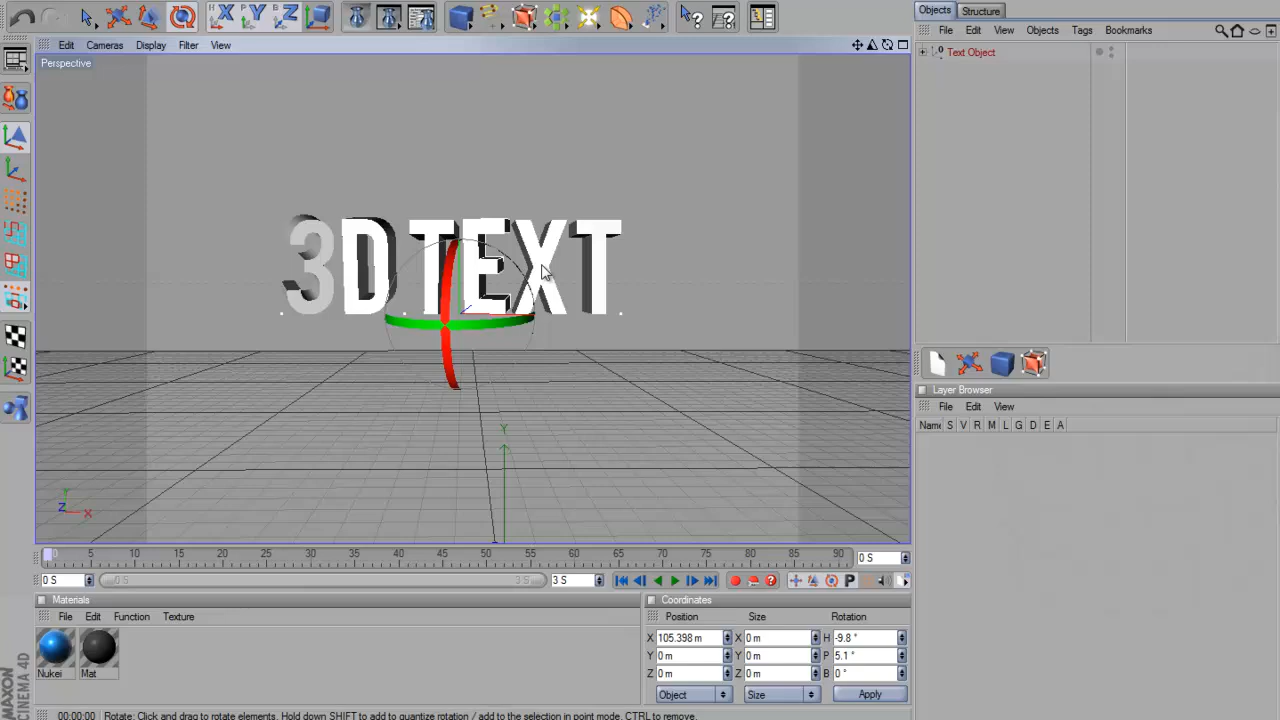 X Y Z
Objects Structure
Edit Cameras Display Filter View
File Edit View Objects Tags Bookmarks
Perspective
0 Text Object
3D TEXT
Layer Browser
File Edit View
Name S V R M L G D E A
Y
Y
Z X
0 5 10 15 20 25 30 35 40 45 50 55 60 65 70 75 80 85 90 0 S
0 S 0 S 3 S 3 S P
Materials Coordinates
File Edit Function Texture Position Size Rotation
X 105.398 m X 0 m H -9.8 °
Y 0 m Y 0 m P 5.1 °
Nukei Mat Z 0 m Z 0 m B 0 °
Object Size Apply
MAXON CINEMA 4D
00:00:00 Rotate: Click and drag to rotate elements. Hold down SHIFT to add to quantize rotation / add to the selection in point mode, CTRL to remove.